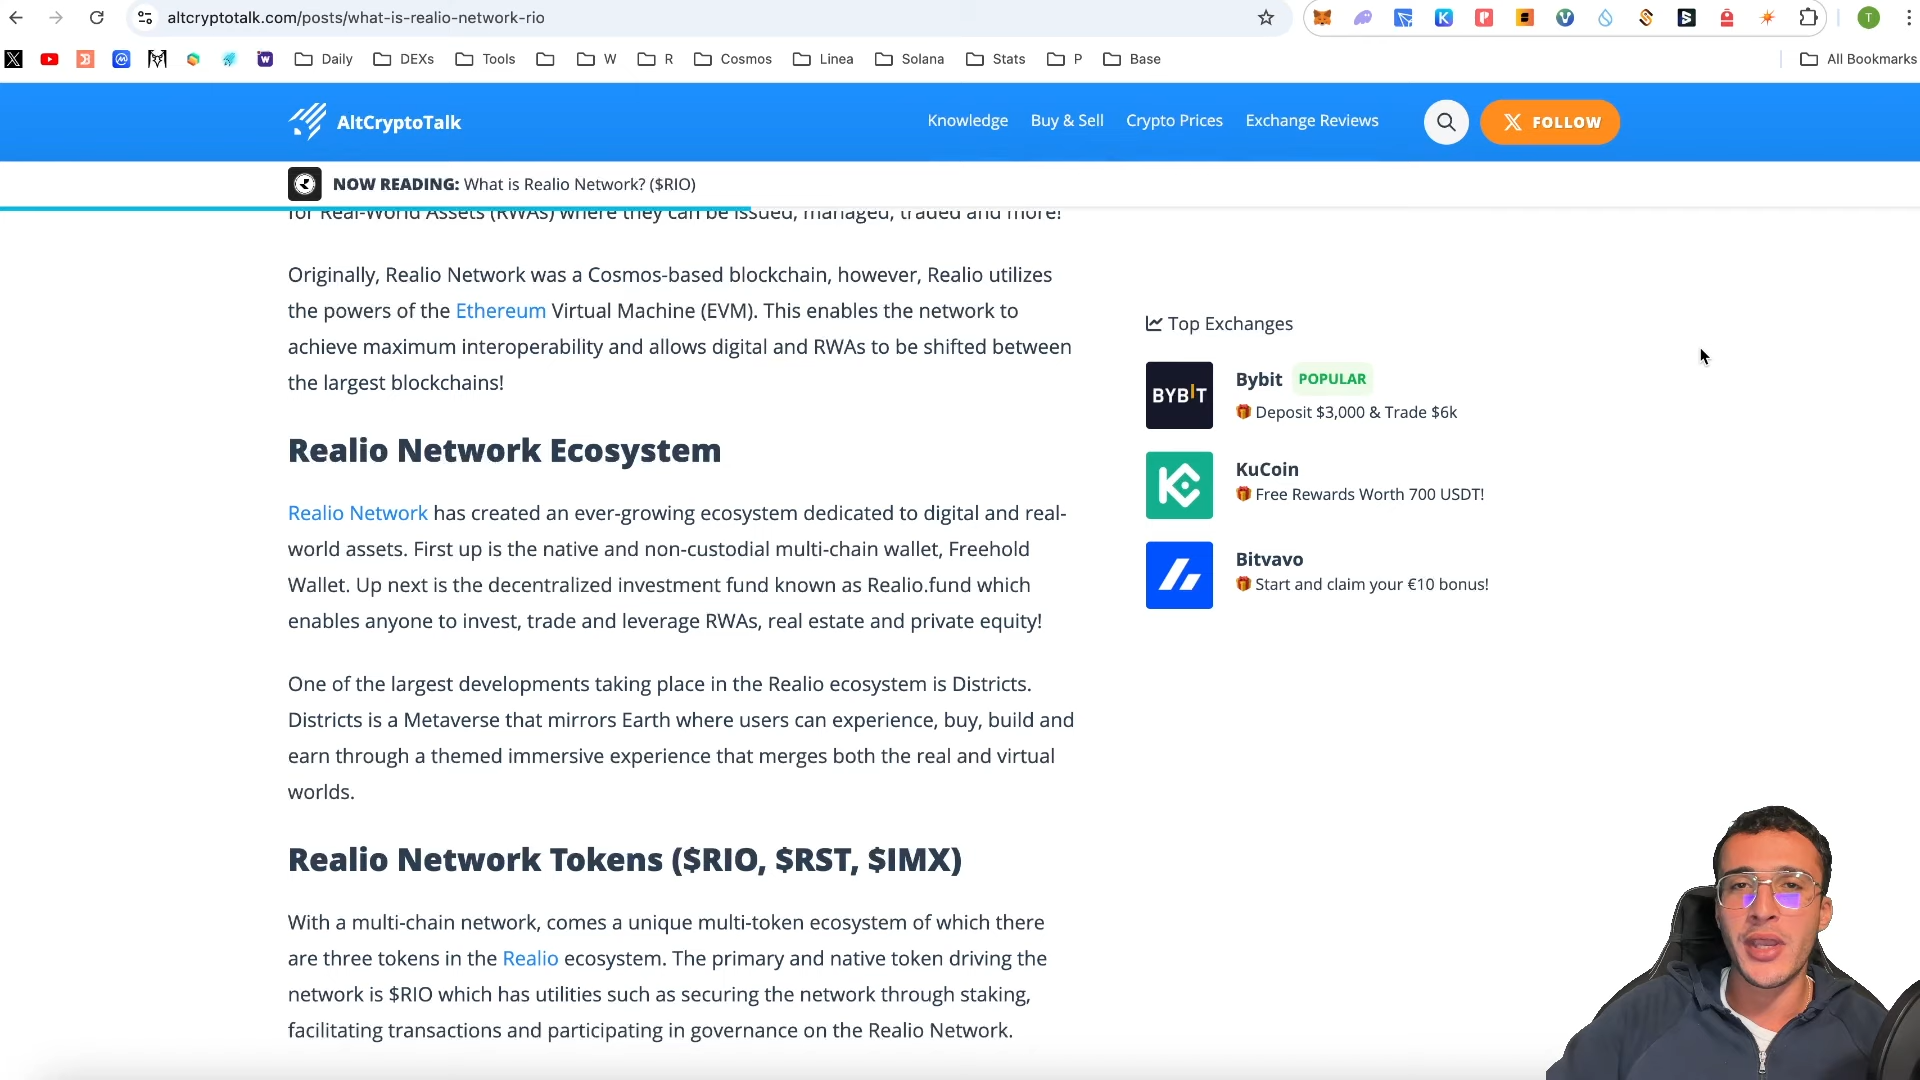 altcryptotalk.com/posts/what-is-realio-network-rio
T
Daily
DEXs
Tools
W
R
Cosmos
Linea
Solana
Stats
P
Base
All Bookmarks
AltCryptoTalk
Knowledge
Buy & Sell
Crypto Prices
Exchange Reviews
FOLLOW
NOW READING: What is Realio Network? ($RIO)
for Real-World Assets (RWAs) where they can be issued, managed, traded and more!
Originally, Realio Network was a Cosmos-based blockchain, however, Realio utilizes
the powers of the Ethereum Virtual Machine (EVM). This enables the network to
achieve maximum interoperability and allows digital and RWAs to be shifted between
the largest blockchains!
Realio Network Ecosystem
Realio Network has created an ever-growing ecosystem dedicated to digital and real-
world assets. First up is the native and non-custodial multi-chain wallet, Freehold
Wallet. Up next is the decentralized investment fund known as Realio.fund which
enables anyone to invest, trade and leverage RWAs, real estate and private equity!
One of the largest developments taking place in the Realio ecosystem is Districts.
Districts is a Metaverse that mirrors Earth where users can experience, buy, build and
earn through a themed immersive experience that merges both the real and virtual
worlds.
Realio Network Tokens ($RIO, $RST, $IMX)
With a multi-chain network, comes a unique multi-token ecosystem of which there
are three tokens in the Realio ecosystem. The primary and native token driving the
network is $RIO which has utilities such as securing the network through staking,
facilitating transactions and participating in governance on the Realio Network.
Top Exchanges
BYBIT
Bybit POPULAR
Deposit $3,000 & Trade $6k
KuCoin
Free Rewards Worth 700 USDT!
Bitvavo
Start and claim your €10 bonus!